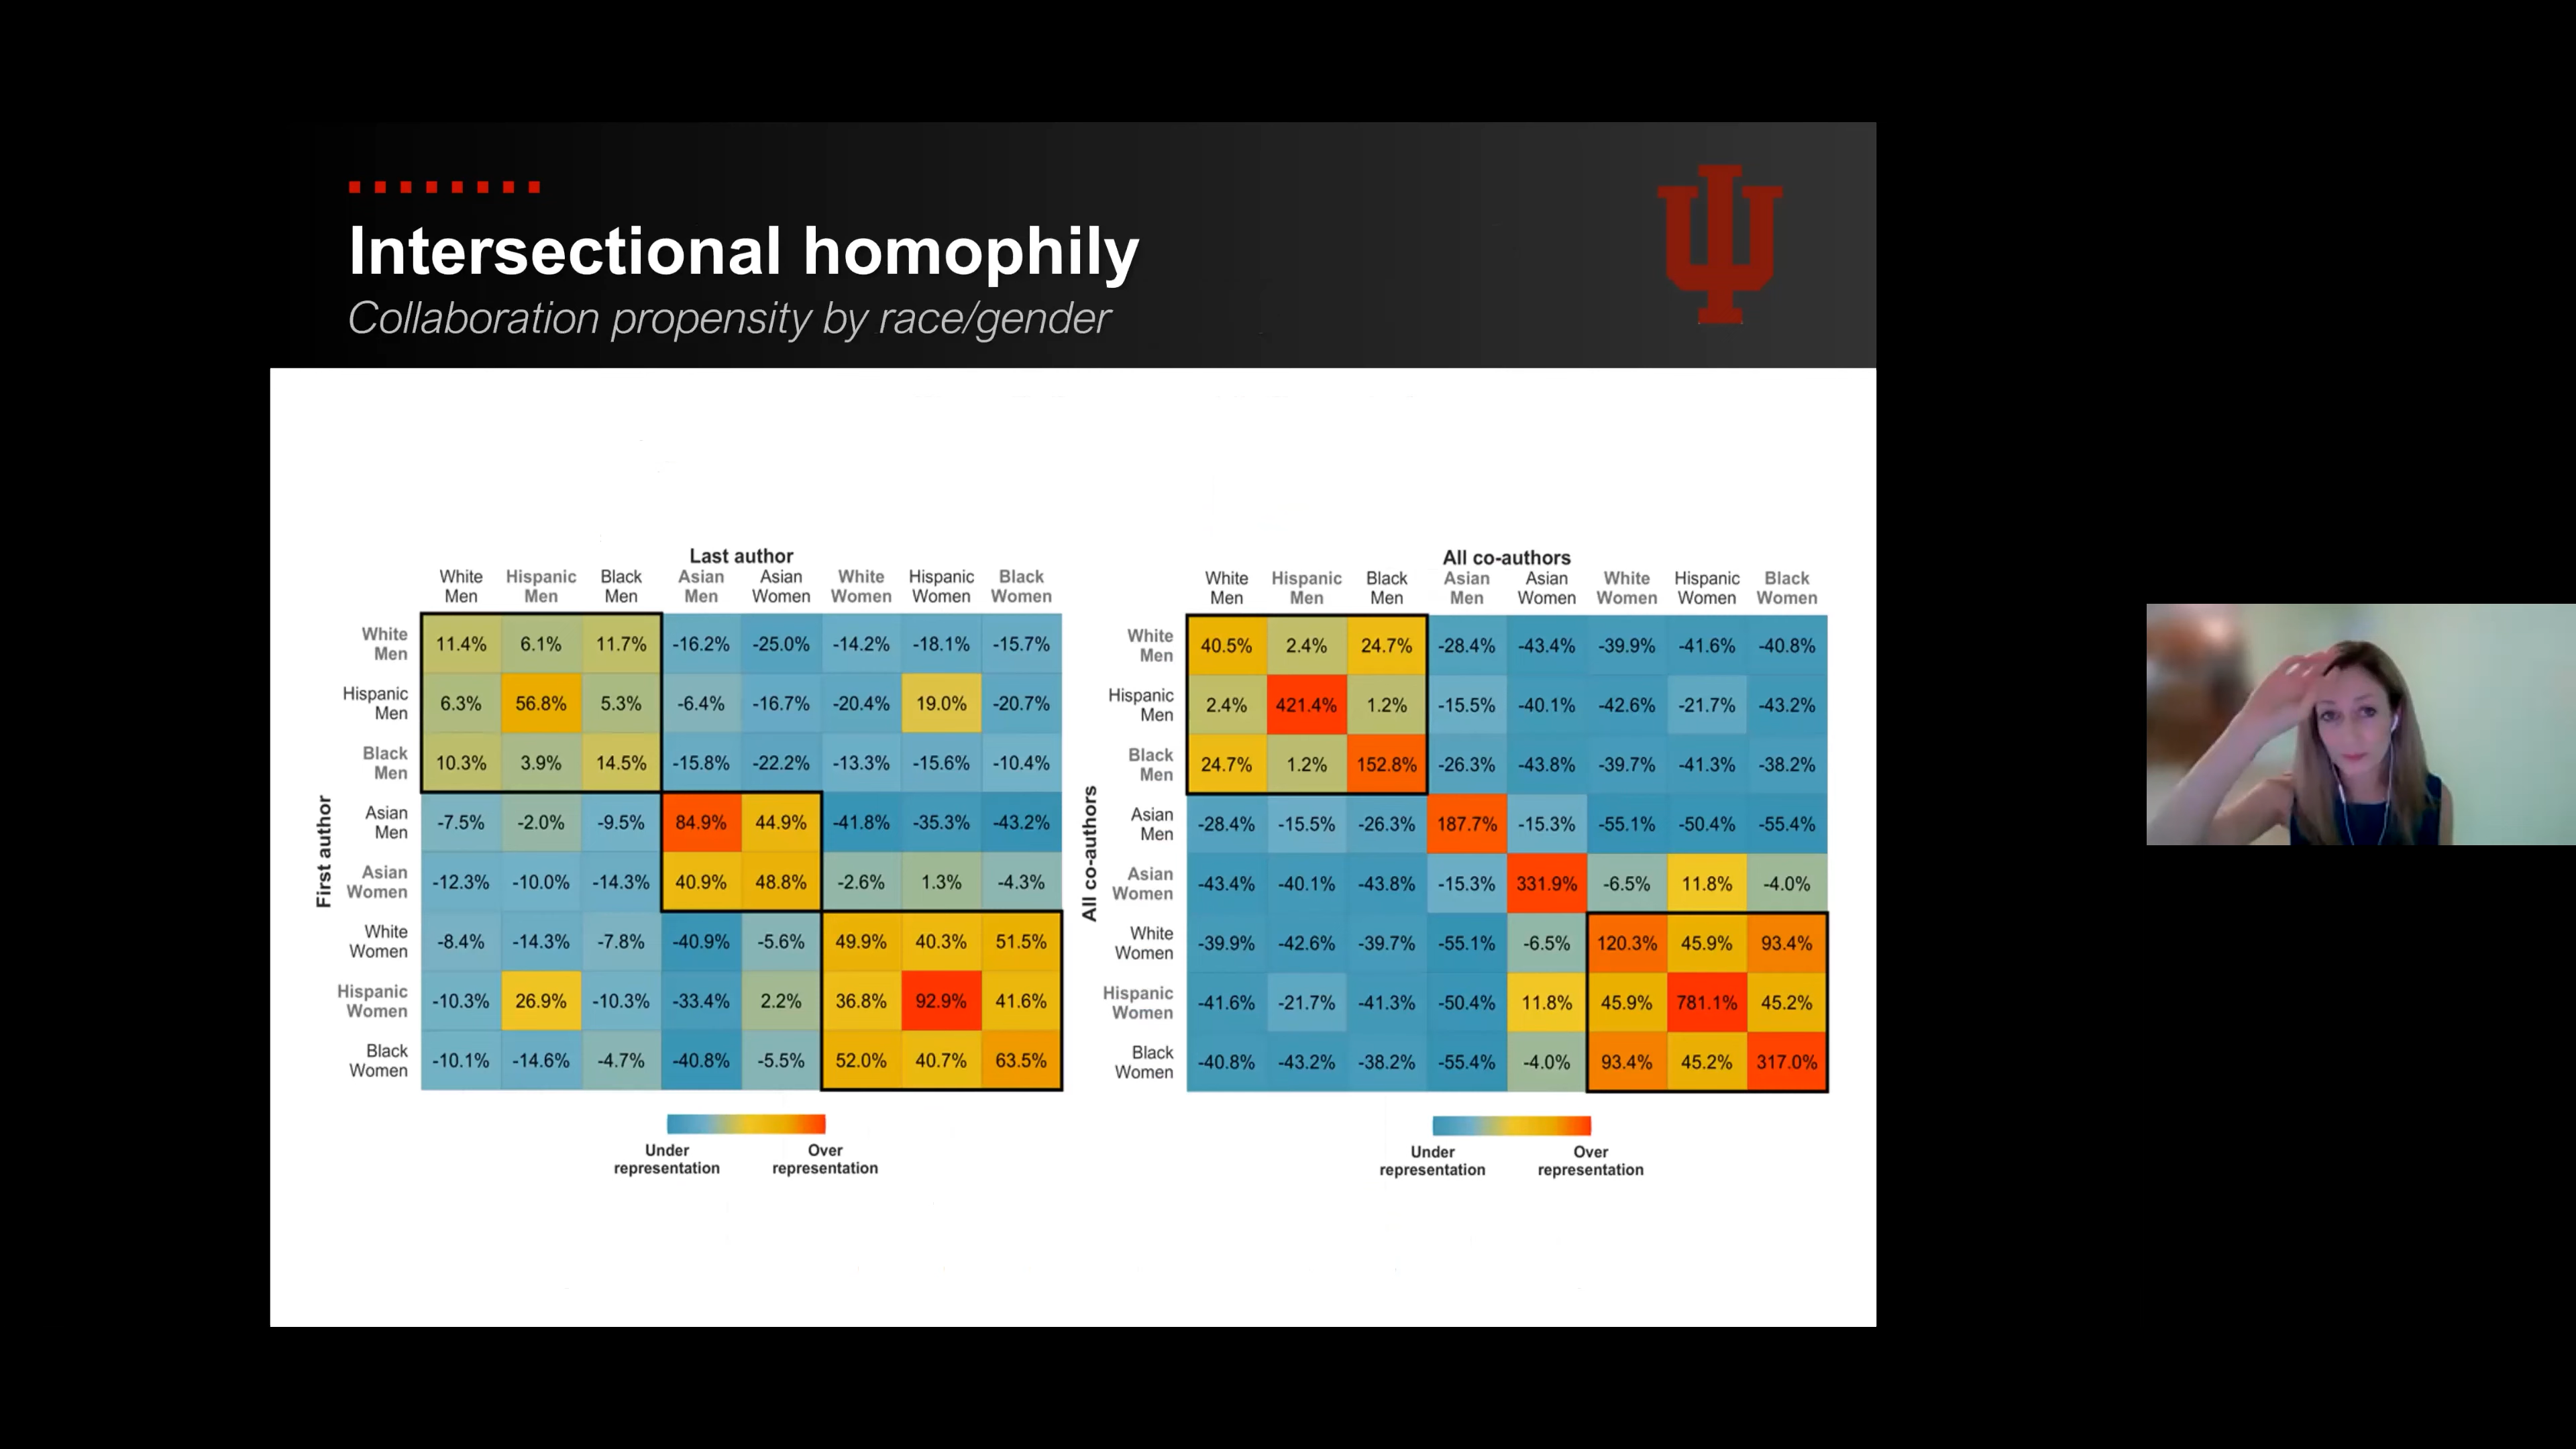 Intersectional homophily
Collaboration propensity by race/gender
Last author
White Men Hispanic Men Black Men Asian Men Asian Women White Women Hispanic Women Black Women
First author
White Men 11.4% 6.1% 11.7% -16.2% -25.0% -14.2% -18.1% -15.7%
Hispanic Men 6.3% 56.8% 5.3% -6.4% -16.7% -20.4% 19.0% -20.7%
Black Men 10.3% 3.9% 14.5% -15.8% -22.2% -13.3% -15.6% -10.4%
Asian Men -7.5% -2.0% -9.5% 84.9% 44.9% -41.8% -35.3% -43.2%
Asian Women -12.3% -10.0% -14.3% 40.9% 48.8% -2.6% 1.3% -4.3%
White Women -8.4% -14.3% -7.8% -40.9% -5.6% 49.9% 40.3% 51.5%
Hispanic Women -10.3% 26.9% -10.3% -33.4% 2.2% 36.8% 92.9% 41.6%
Black Women -10.1% -14.6% -4.7% -40.8% -5.5% 52.0% 40.7% 63.5%
Under representation
Over representation
All co-authors
White Men Hispanic Men Black Men Asian Men Asian Women White Women Hispanic Women Black Women
All co-authors
White Men 40.5% 2.4% 24.7% -28.4% -43.4% -39.9% -41.6% -40.8%
Hispanic Men 2.4% 421.4% 1.2% -15.5% -40.1% -42.6% -21.7% -43.2%
Black Men 24.7% 1.2% 152.8% -26.3% -43.8% -39.7% -41.3% -38.2%
Asian Men -28.4% -15.5% -26.3% 187.7% -15.3% -55.1% -50.4% -55.4%
Asian Women -43.4% -40.1% -43.8% -15.3% 331.9% -6.5% 11.8% -4.0%
White Women -39.9% -42.6% -39.7% -55.1% -6.5% 120.3% 45.9% 93.4%
Hispanic Women -41.6% -21.7% -41.3% -50.4% 11.8% 45.9% 781.1% 45.2%
Black Women -40.8% -43.2% -38.2% -55.4% -4.0% 93.4% 45.2% 317.0%
Under representation
Over representation